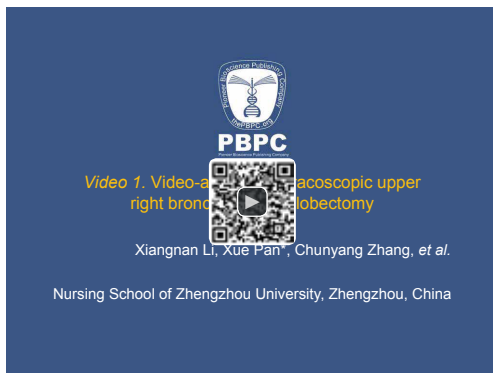 Pioneer Bioscience Publishing Company
thePBPC.org
PBPC
Pioneer Bioscience Publishing Company
Video 1. Video-a acoscopic upper
right bronc lobectomy
Xiangnan Li, Xue Pan*, Chunyang Zhang, et al.
Nursing School of Zhengzhou University, Zhengzhou, China